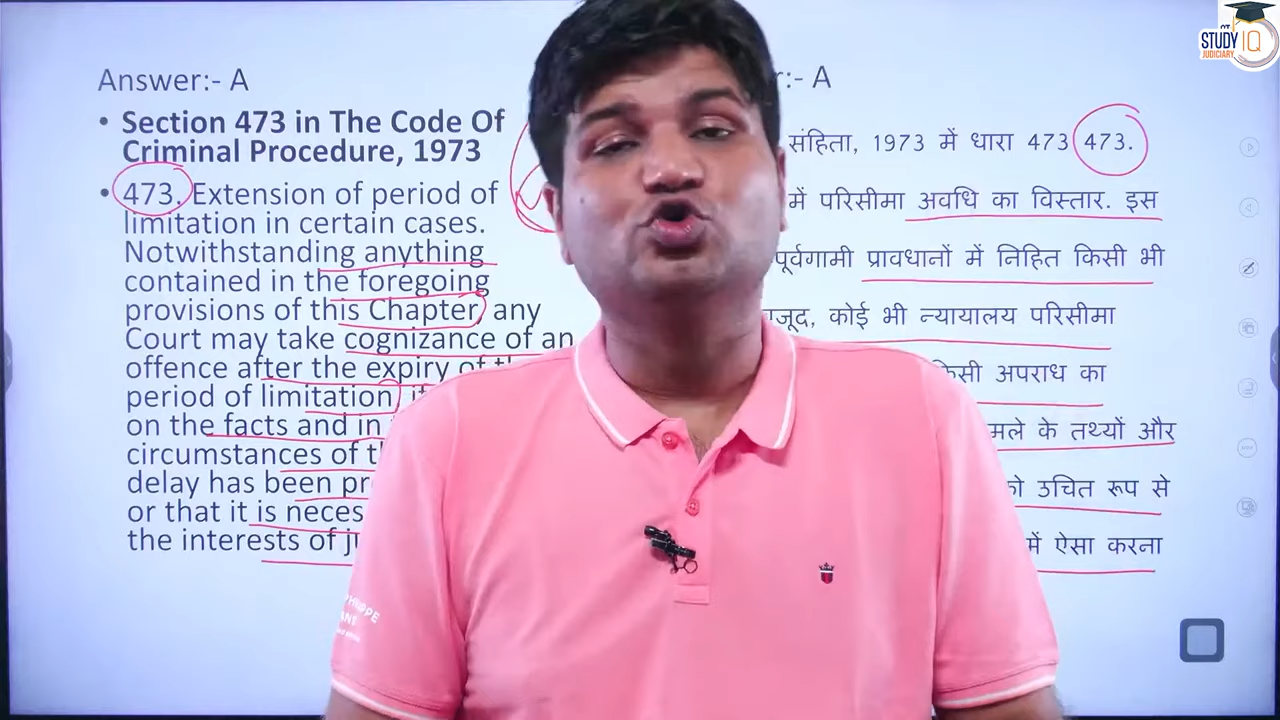 STUDY IQ
JUDICIARY
Answer:- A
• Section 473 in The Code Of
Criminal Procedure, 1973
• 473. Extension of period of
limitation in certain cases.
Notwithstanding anything
contained in the foregoing
provisions of this Chapter, any
Court may take cognizance of an
offence after the expiry of
period of limitation,
on the facts and in
circumstances of
delay has been
or that it is
the interests of
:- A
संहिता, 1973 में धारा 473 473.
में परिसीमा अवधि का विस्तार. इस
पूर्वगामी प्रावधानों में निहित किसी भी
कोई भी न्यायालय परिसीमा
अपराध का
के तथ्यों और
उचित रूप से
में ऐसा करना